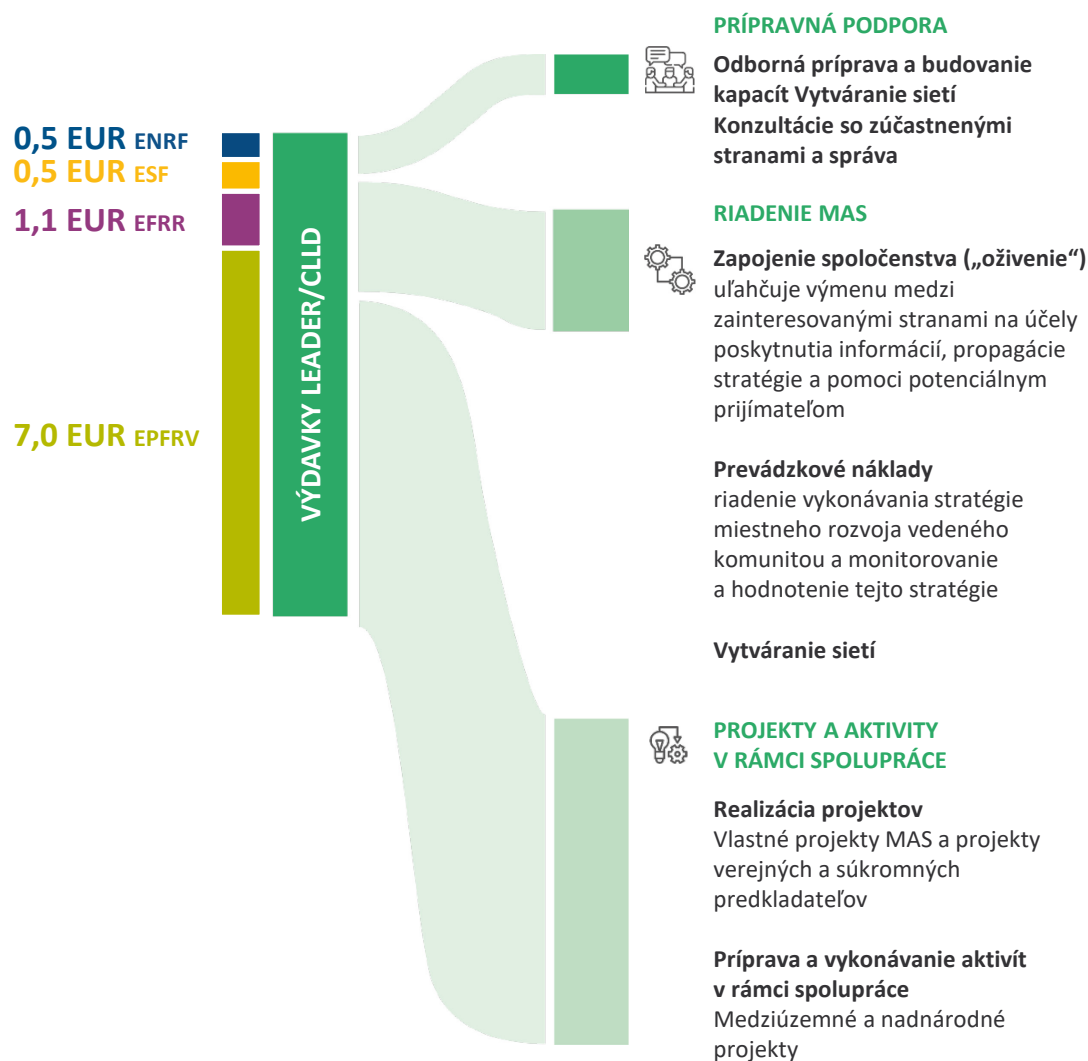 0,5 EUR ENRF
0,5 EUR ESF
1,1 EUR EFRR
7,0 EUR EPFRV
VÝDAVKY LEADER/CLLD
PRÍPRAVNÁ PODPORA
Odborná príprava a budovanie
kapacít Vytváranie sietí
Konzultácie so zúčastnenými
stranami a správa
RIADENIE MAS
Zapojenie spoločenstva („oživenie“)
uľahčuje výmenu medzi
zainteresovanými stranami na účely
poskytnutia informácií, propagácie
stratégie a pomoci potenciálnym
prijímateľom
Prevádzkové náklady
riadenie vykonávania stratégie
miestneho rozvoja vedeného
komunitou a monitorovanie
a hodnotenie tejto stratégie
Vytváranie sietí
PROJEKTY A AKTIVITY
V RÁMCI SPOLUPRÁCE
Realizácia projektov
Vlastné projekty MAS a projekty
verejných a súkromných
predkladateľov
Príprava a vykonávanie aktivít
v rámci spolupráce
Medziúzemné a nadnárodné
projekty